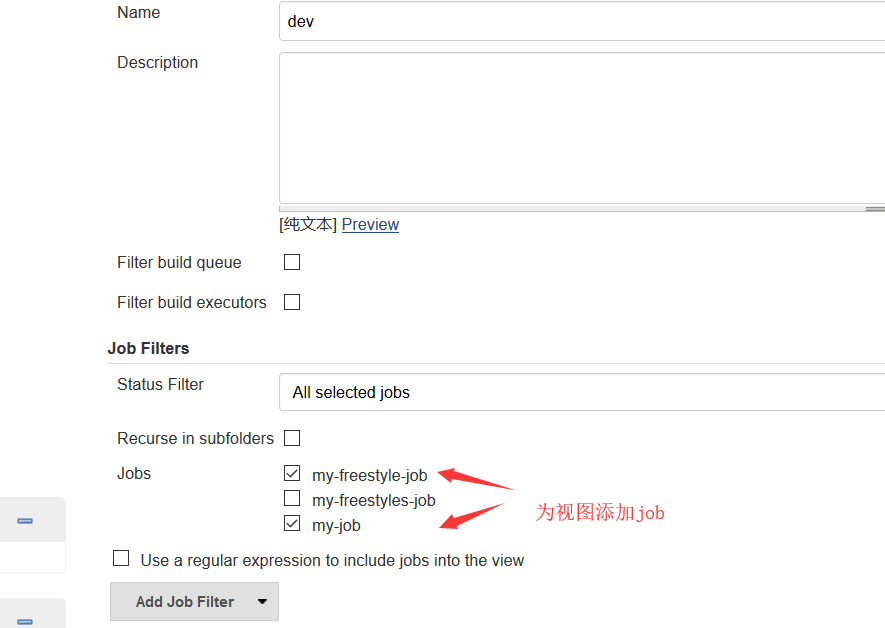 Name
dev
Description
[纯文本] Preview
Filter build queue
Filter build executors
Job Filters
Status Filter
All selected jobs
Recurse in subfolders
Jobs
my-freestyle-job
my-freestyles-job
my-job
为视图添加job
Use a regular expression to include jobs into the view
Add Job Filter